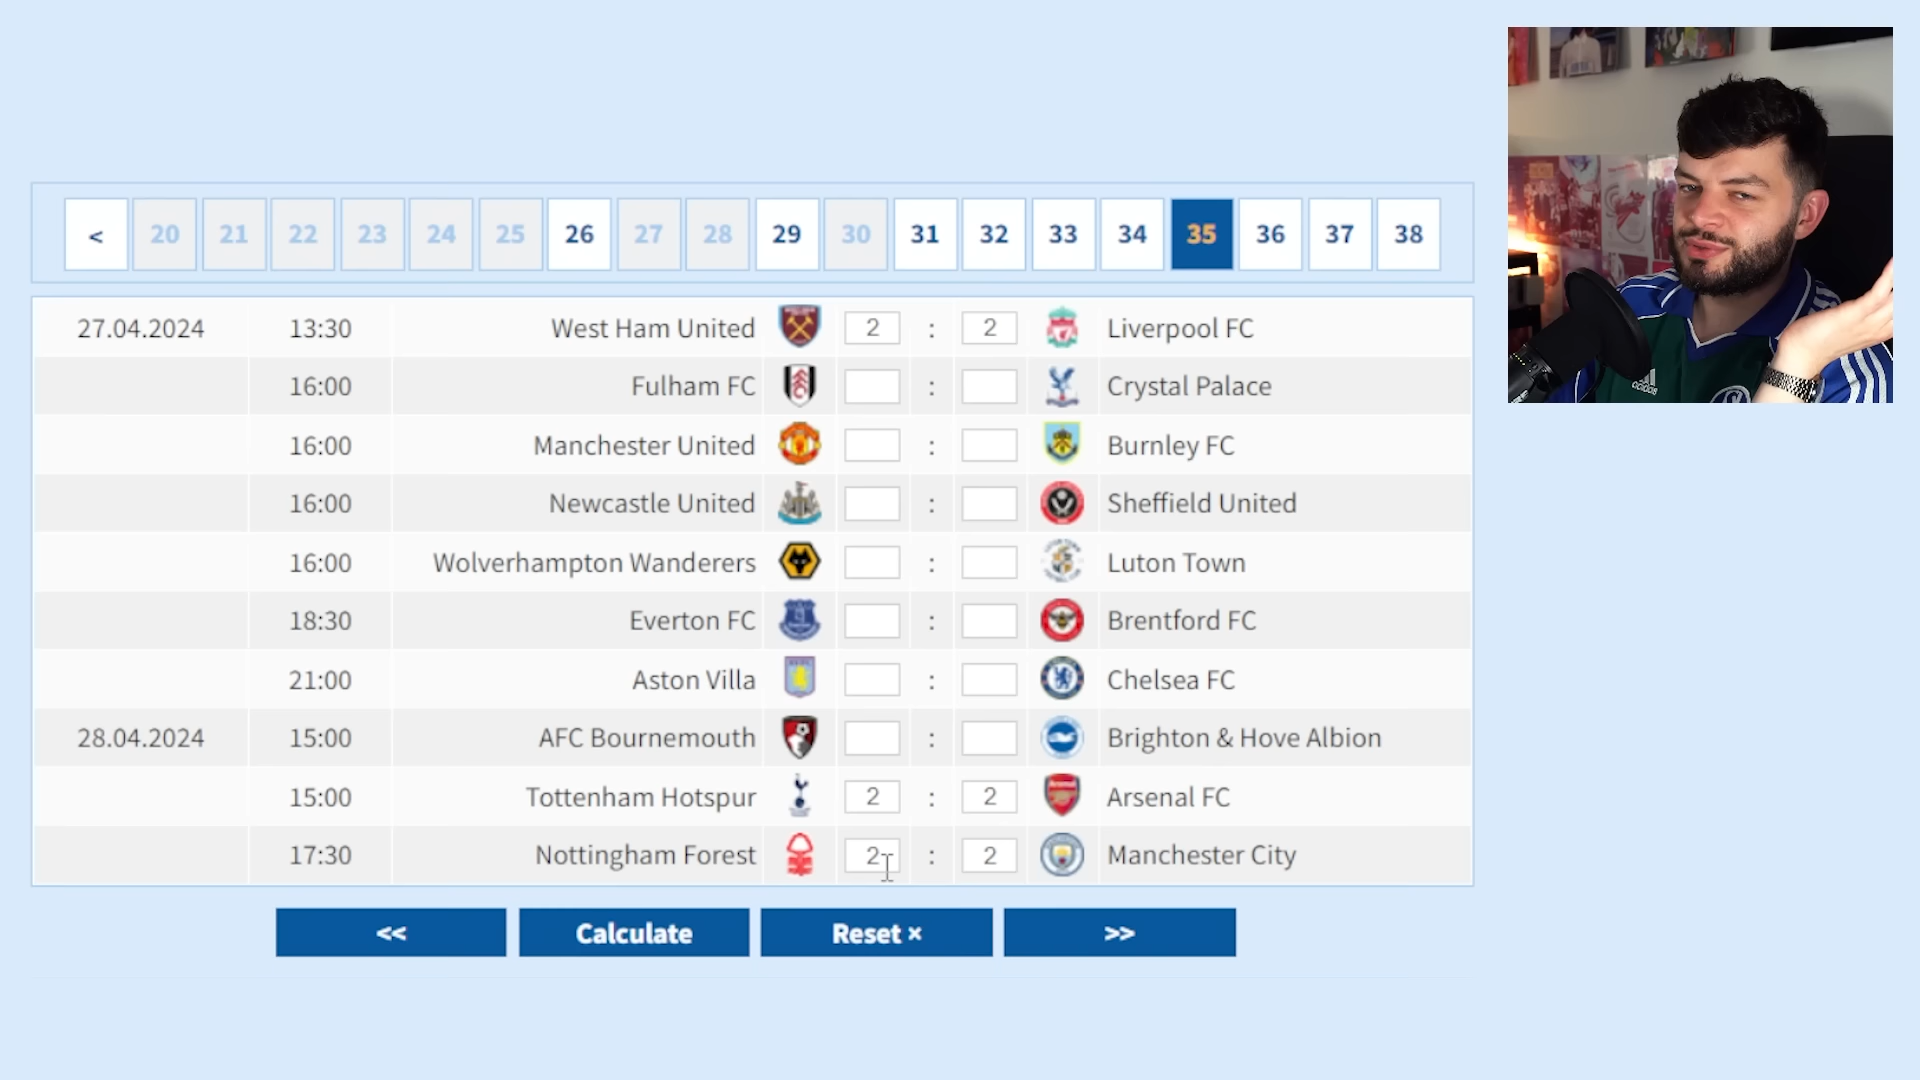 < 20 21 22 23 24 25 26 27 28 29 30 31 32 33 34 35 36 37 38
27.04.2024 13:30 West Ham United 2 : 2 Liverpool FC
16:00 Fulham FC : Crystal Palace
16:00 Manchester United : Burnley FC
16:00 Newcastle United : Sheffield United
16:00 Wolverhampton Wanderers : Luton Town
18:30 Everton FC : Brentford FC
21:00 Aston Villa : Chelsea FC
28.04.2024 15:00 AFC Bournemouth : Brighton & Hove Albion
15:00 Tottenham Hotspur 2 : 2 Arsenal FC
17:30 Nottingham Forest 2 : 2 Manchester City
<< Calculate Reset × >>
adidas